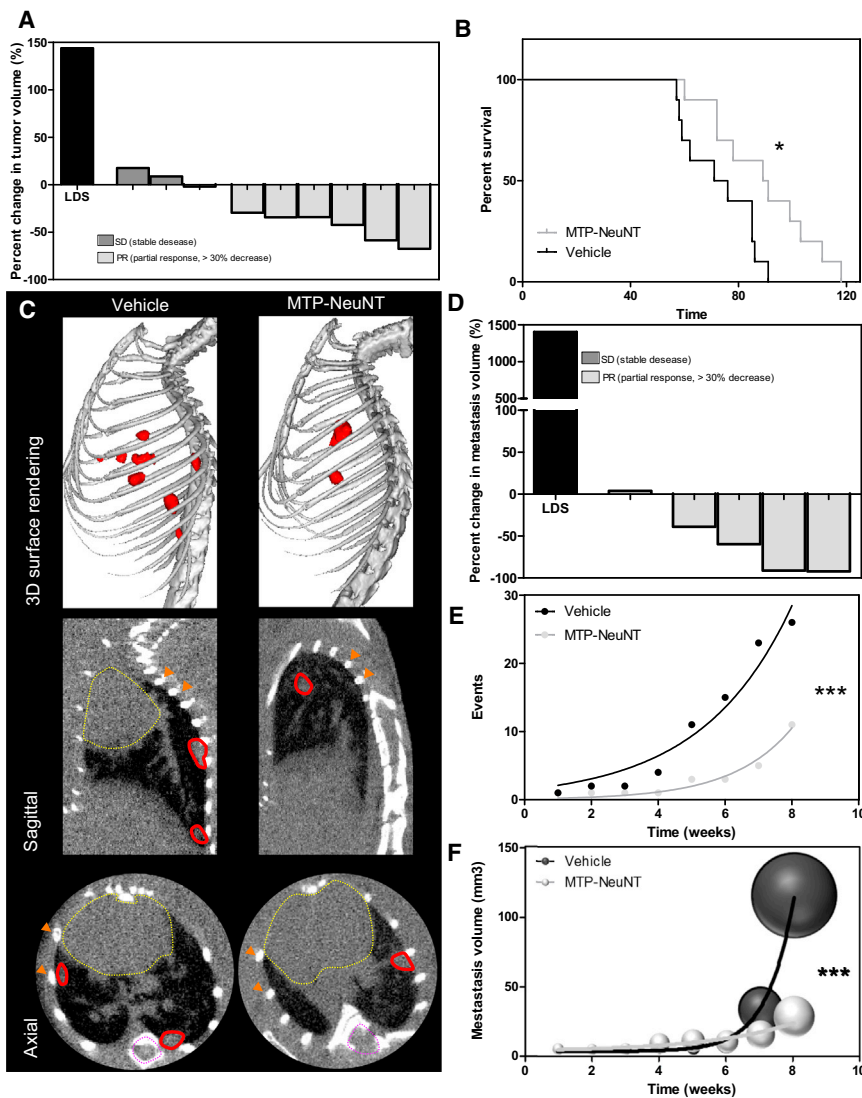 A
Percent change in tumor volume (%)
150
100
50
0
-50
-100
LDS
SD (stable desease)
PR (partial response, > 30% decrease)
B
Percent survival
100
50
0
*
MTP-NeuNT
Vehicle
0
40
80
120
Time
C
Vehicle
MTP-NeuNT
3D surface rendering
Sagittal
Axial
D
Percent change in metastasis volume (%)
1500
1000
500
100
50
0
-50
-100
LDS
SD (stable desease)
PR (partial response, > 30% decrease)
E
Events
30
20
10
0
Vehicle
MTP-NeuNT
***
0
2
4
6
8
10
Time (weeks)
F
Mestastasis volume (mm3)
150
100
50
0
Vehicle
MTP-NeuNT
***
0
2
4
6
8
10
Time (weeks)